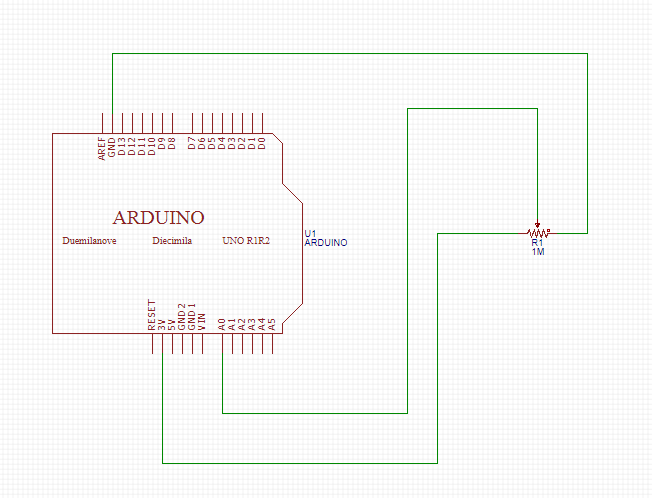 AREF
GND
D13
D12
D11
D10
D9
D8
D7
D6
D5
D4
D3
D2
D1
D0
ARDUINO
Duemilanove Diecimila UNO R1R2
U1
ARDUINO
R1
1M
RESET
3V
5V
GND2
GND1
VIN
A0
A1
A2
A3
A4
A5